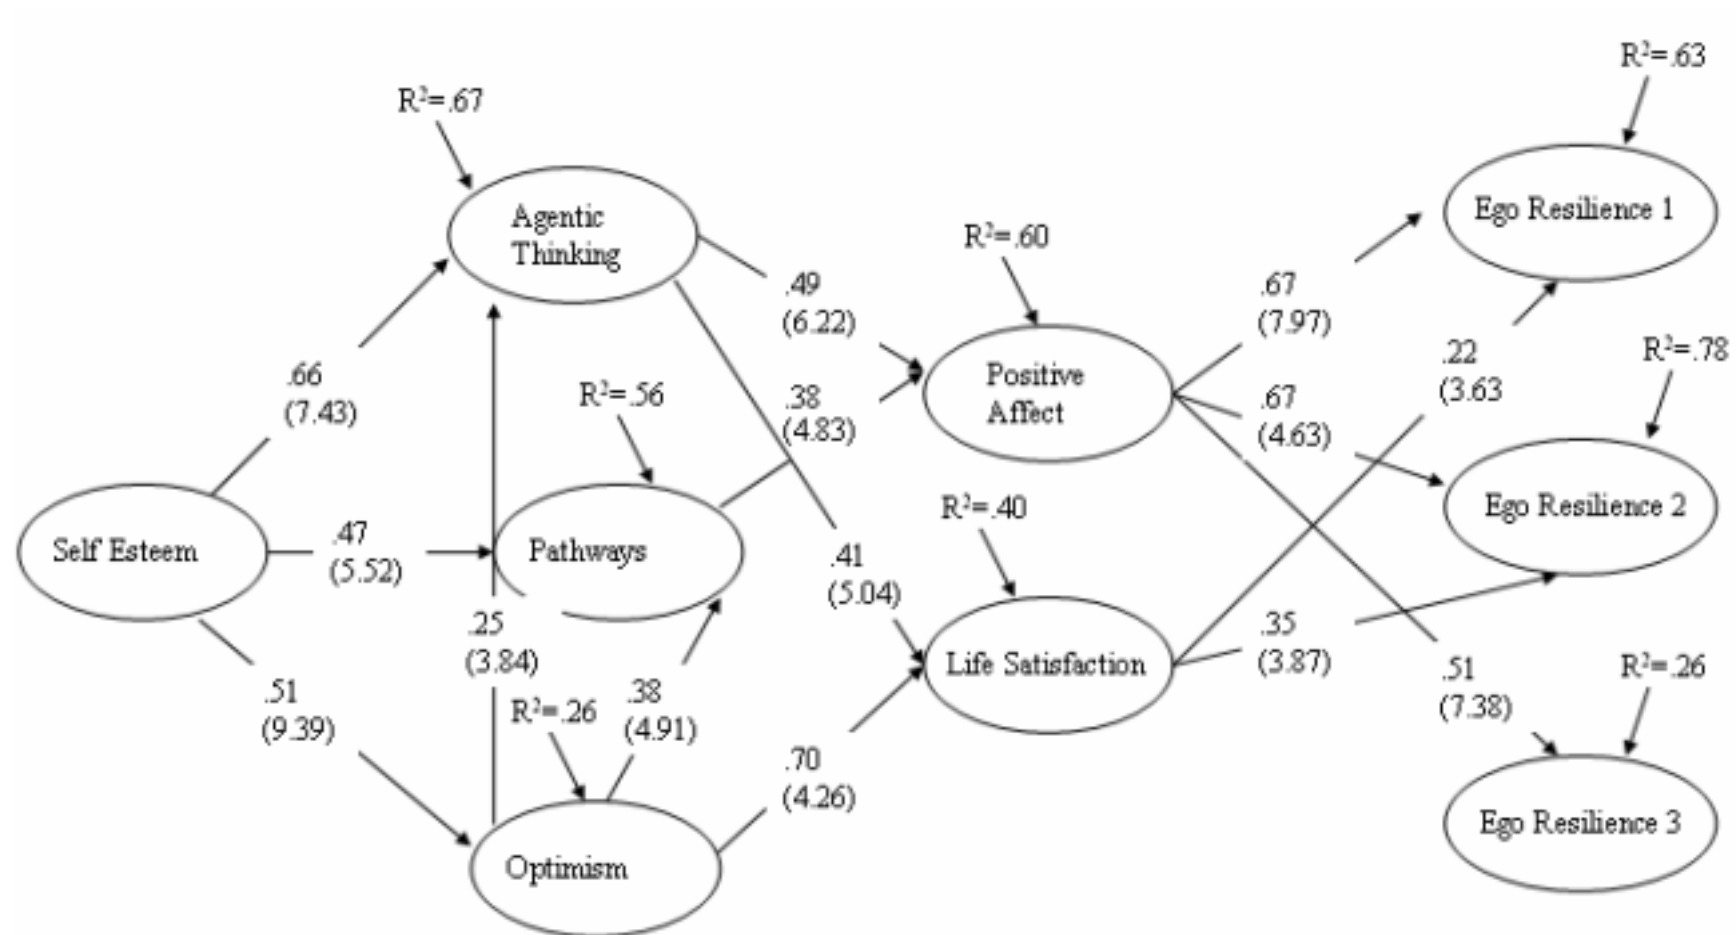 R²=.63
R²=.67
Agentic
Thinking
Ego Resilience 1
R²=.60
.49
(6.22)
.67
(7.97)
.22
(3.63
R²=.78
.66
(7.43)
R²=.56
.38
(4.83)
Positive
Affect
.67
(4.63)
Self Esteem
.47
(5.52)
Pathways
R²=.40
.41
(5.04)
Ego Resilience 2
.25
(3.84)
Life Satisfaction
.35
(3.87)
.51
(9.39)
R²=.26
.38
(4.91)
.51
(7.38)
R²=.26
.70
(4.26)
Optimism
Ego Resilience 3